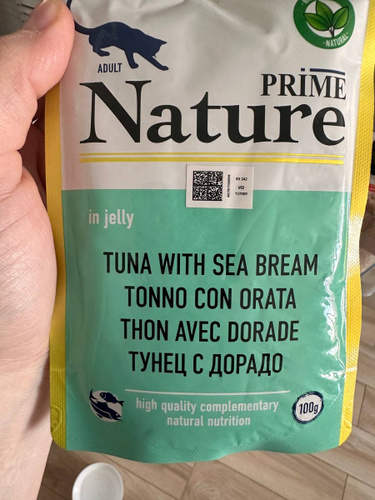 NATURAL
ADULT
PRIME
Nature
in jelly
TUNA WITH SEA BREAM
TONNO CON ORATA
THON AVEC DORADE
ТУНЕЦ С ДОРАДО
high quality complementary
natural nutrition
100g